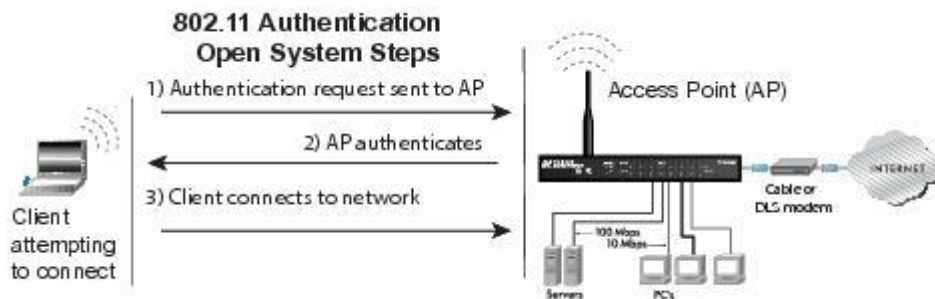 802.11 Authentication
Open System Steps
1) Authentication request sent to AP
2) AP authenticates
3) Client connects to network
Client
attempting
to connect
Access Point (AP)
INTERNET
Cable or
DLS modem
100 Mbps
10 Mbps
Servers
PC's